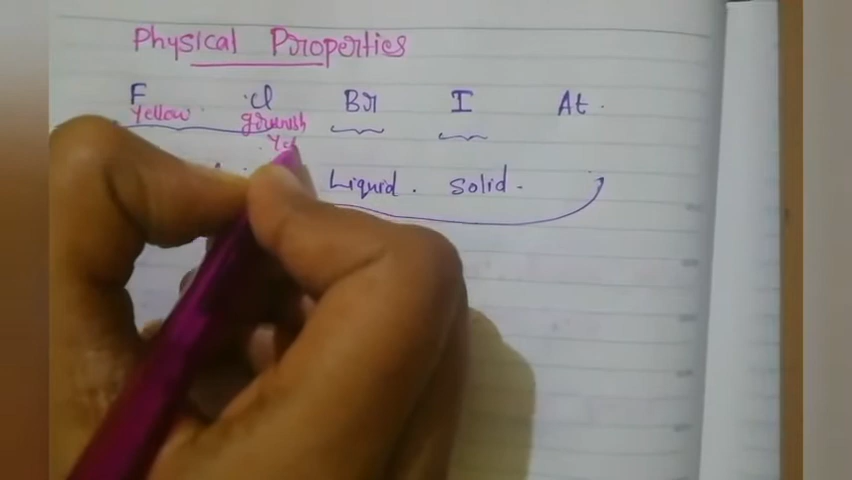 Physical Properties
F Cl Br I At.
Yellow. greenish
Liquid. Solid.